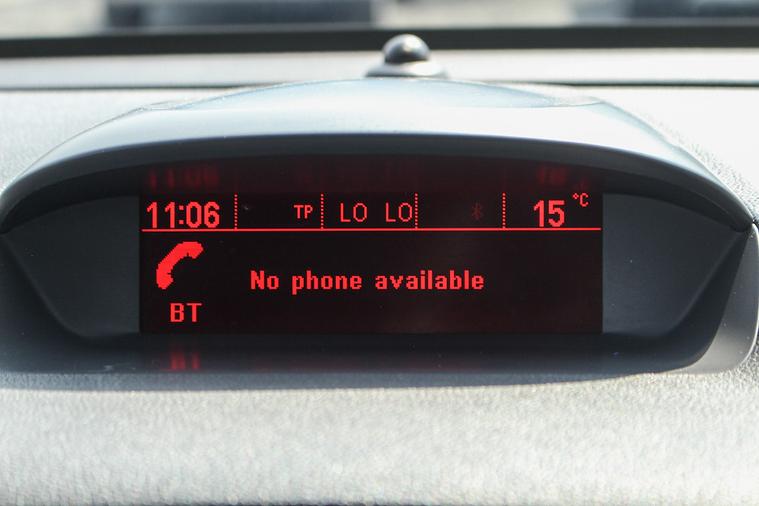 11:06 TP LO LO 15 °C
No phone available
BT